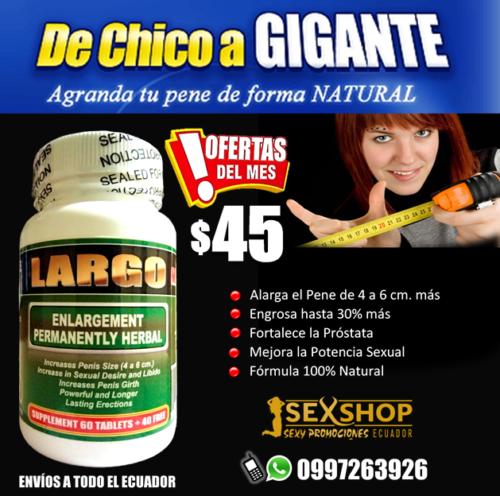 De Chico a GIGANTE
Agranda tu pene de forma NATURAL
SEALED
OFERTAS
DEL MES
$45
LARGO
ENLARGEMENT
PERMANENTLY HERBAL
Increases Penis Size (4 a 6 cm.)
Increase in Sexual Desire and Libido
Increases Penis Girth
Powerful and Longer
Lasting Erections
SUPPLEMENT 60 TABLETS + 40 FREE
Alarga el Pene de 4 a 6 cm. más
Engrosa hasta 30% más
Fortalece la Próstata
Mejora la Potencia Sexual
Fórmula 100% Natural
SEXSHOP
SEXY PROMOCIONES ECUADOR
ENVÍOS A TODO EL ECUADOR
0997263926